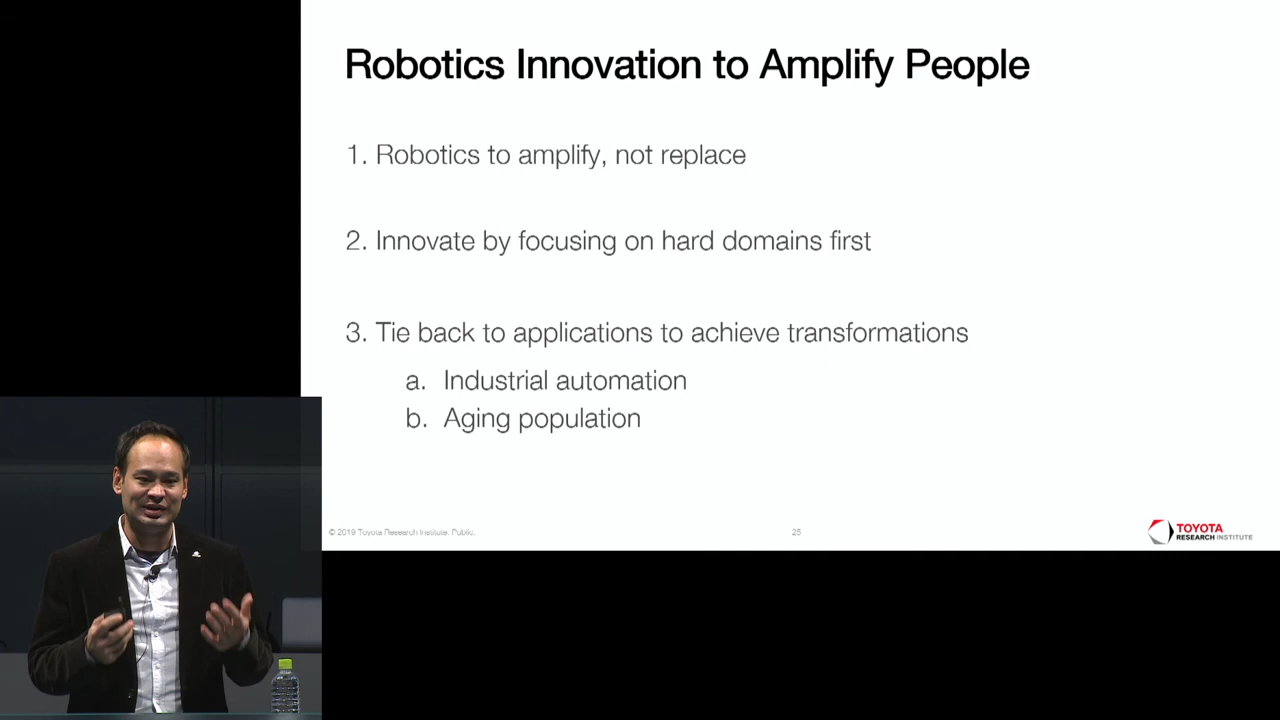 Robotics Innovation to Amplify People
1. Robotics to amplify, not replace
2. Innovate by focusing on hard domains first
3. Tie back to applications to achieve transformations
a. Industrial automation
b. Aging population
© 2019 Toyota Research Institute. Public.
25
TOYOTA
RESEARCH INSTITUTE